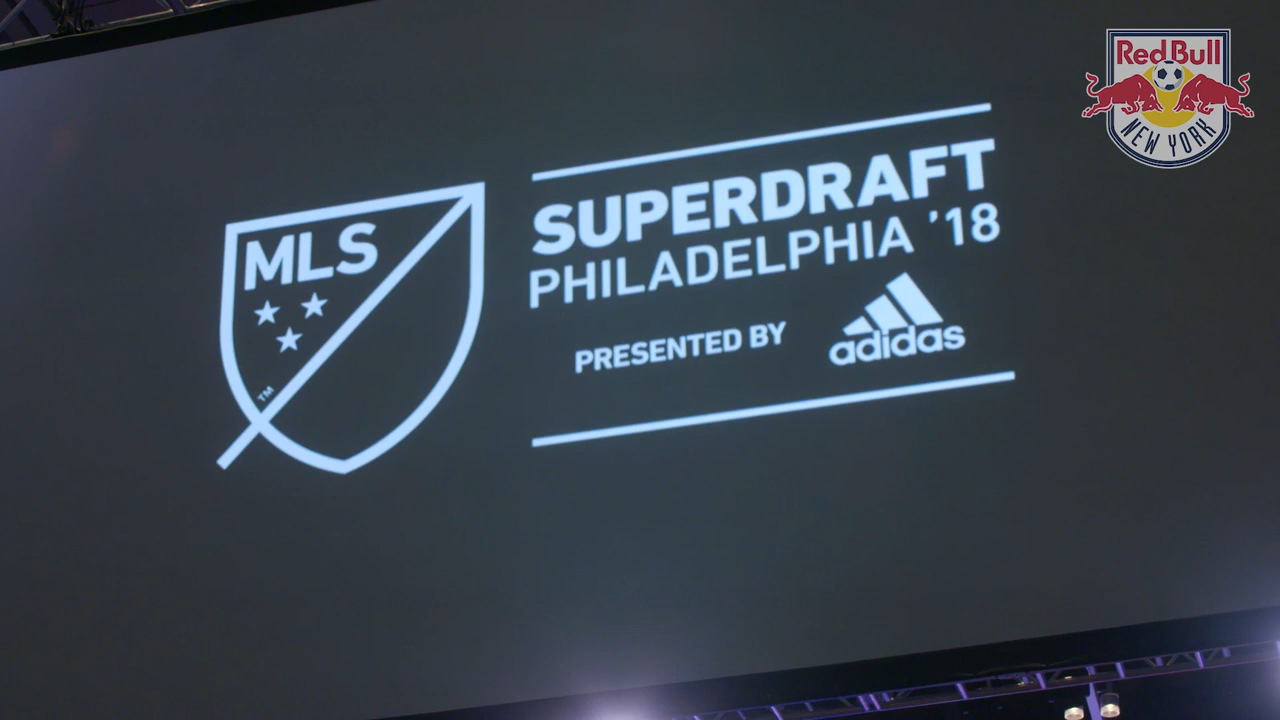 MLS
™
SUPERDRAFT
PHILADELPHIA '18
PRESENTED BY
adidas
Red Bull
NEW YORK